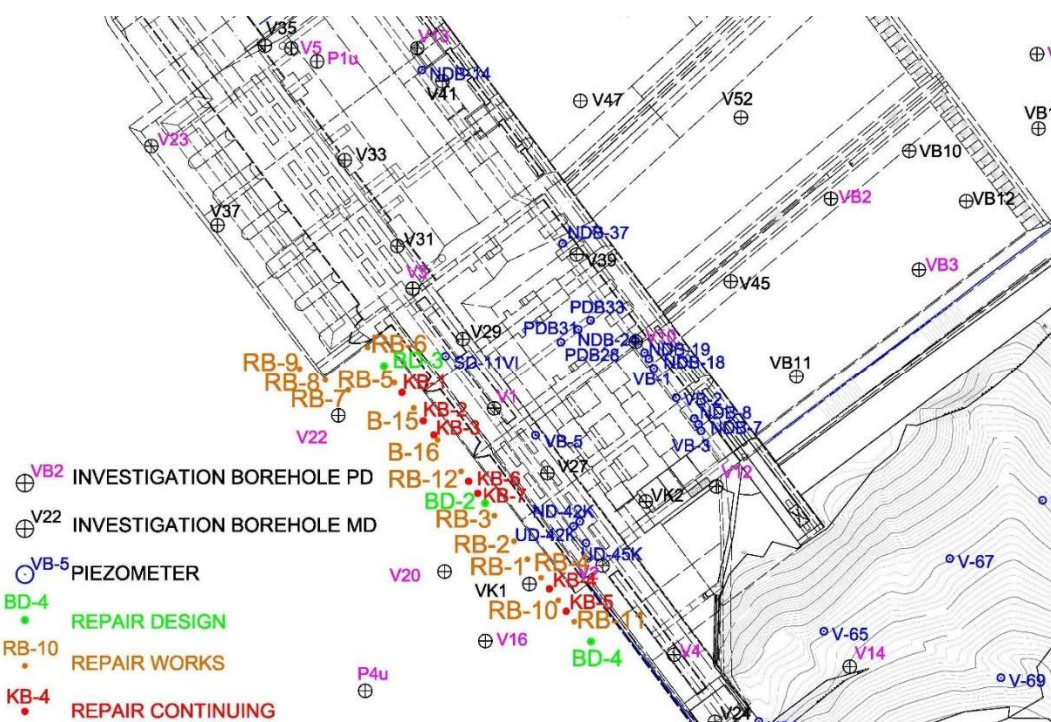 V35
V5
P1u
V13
NDB-14
V41
V47
V52
VB1
V23
V33
VB10
VB2
VB12
V37
V31
NDB-37
V39
V3
V45
VB3
PDB33
PDB31
V29
V10
NDB-19
PDB28
NDB-18
SD-11VI
VB-1
VB11
RB-6
RB-9
BD-3
RB-8
RB-5
KB-1
RB-7
VB-2
V1
KB-2
NDB-8
B-15
KB-3
NDB-7
V22
VB-5
VB-3
B-16
V27
V12
RB-12
KB-6
KB-7
VK2
BD-2
RB-3
ND-42K
UD-42K
RB-2
UD-45K
V-67
RB-1
RB-4
V2
V20
VK1
KB-4
RB-10
KB-5
RB-11
V16
BD-4
V-65
V4
V14
P4u
V-69
V24
VB2 INVESTIGATION BOREHOLE PD
V22 INVESTIGATION BOREHOLE MD
VB-5 PIEZOMETER
BD-4 REPAIR DESIGN
RB-10 REPAIR WORKS
KB-4 REPAIR CONTINUING